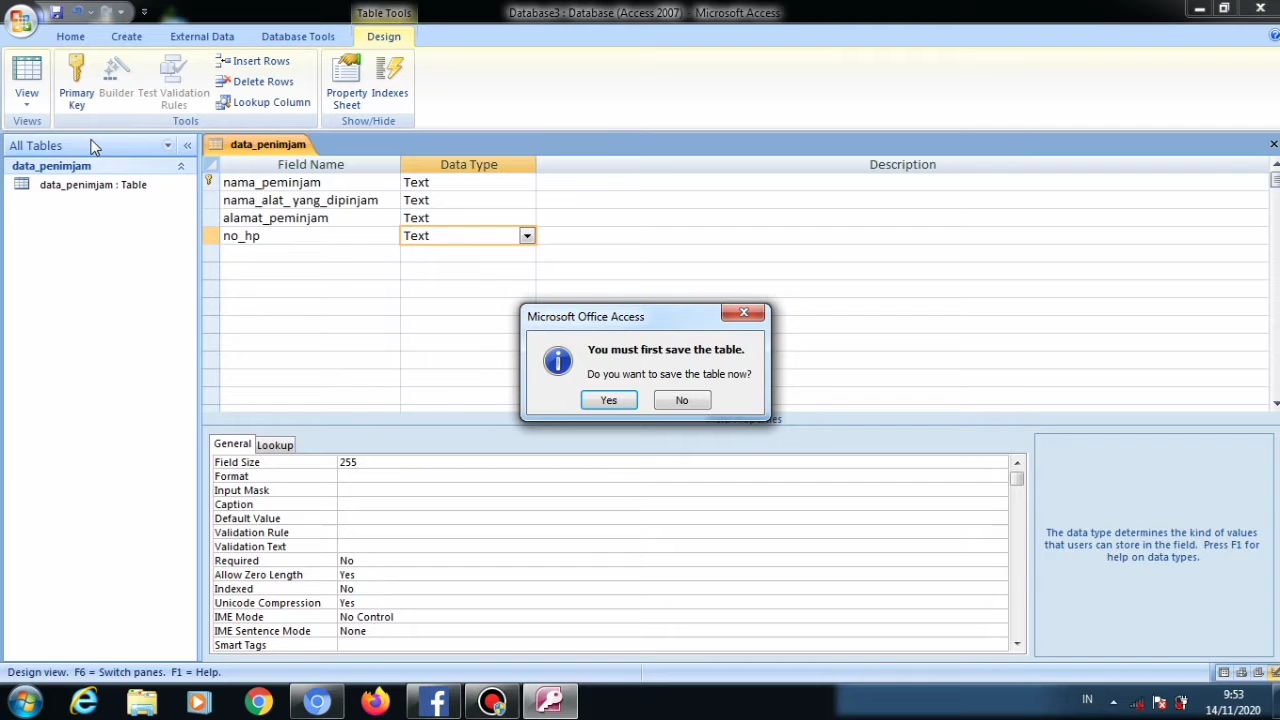 Table Tools
Database3 : Database (Access 2007) - Microsoft Access
Home
Create
External Data
Database Tools
Design
View
Primary
Key
Builder
Test Validation
Rules
Insert Rows
Delete Rows
Lookup Column
Property
Sheet
Indexes
Views
Tools
Show/Hide
All Tables
data_penimjam
data_penimjam : Table
data_penimjam
Field Name
Data Type
Description
nama_peminjam
Text
nama_alat_ yang_dipinjam
Text
alamat_peminjam
Text
no_hp
Text
Microsoft Office Access
You must first save the table.
Do you want to save the table now?
Yes
No
General
Lookup
Field Size
255
Format
Input Mask
Caption
Default Value
Validation Rule
Validation Text
Required
No
Allow Zero Length
Yes
Indexed
No
Unicode Compression
Yes
IME Mode
No Control
IME Sentence Mode
None
Smart Tags
The data type determines the kind of values
that users can store in the field. Press F1 for
help on data types.
Design view. F6 = Switch panes. F1 = Help.
IN
9:53
14/11/2020